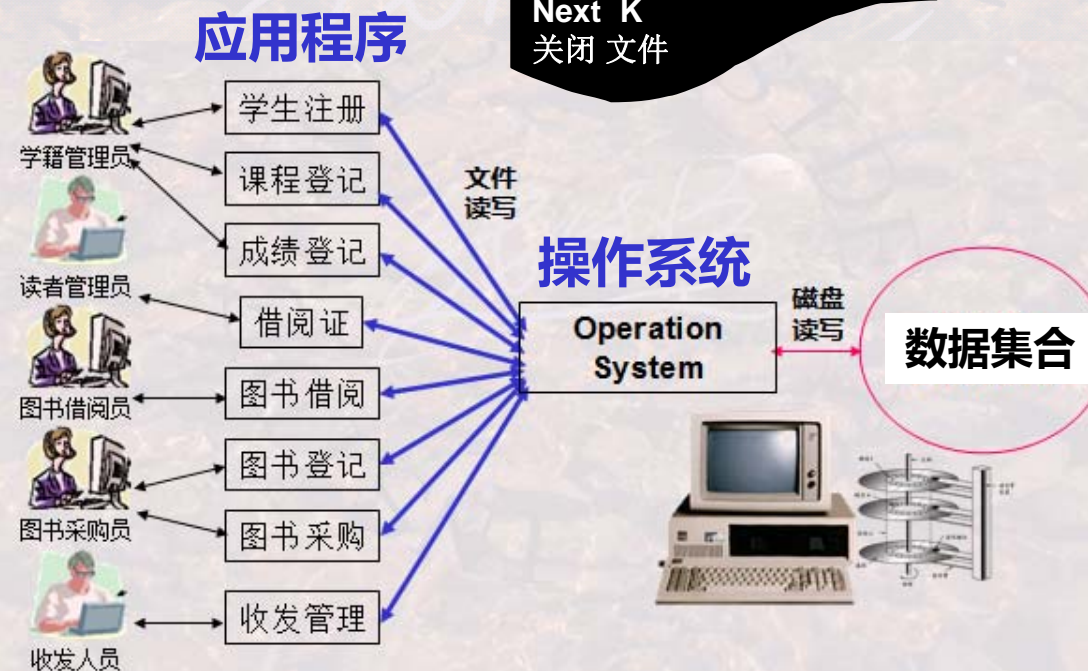 Next K
关闭 文件
应用程序
学籍管理员
读者管理员
图书借阅员
图书采购员
收发人员
学生注册
课程登记
成绩登记
借阅证
图书借阅
图书登记
图书采购
收发管理
文件
读写
操作系统
Operation
System
磁盘
读写
数据集合